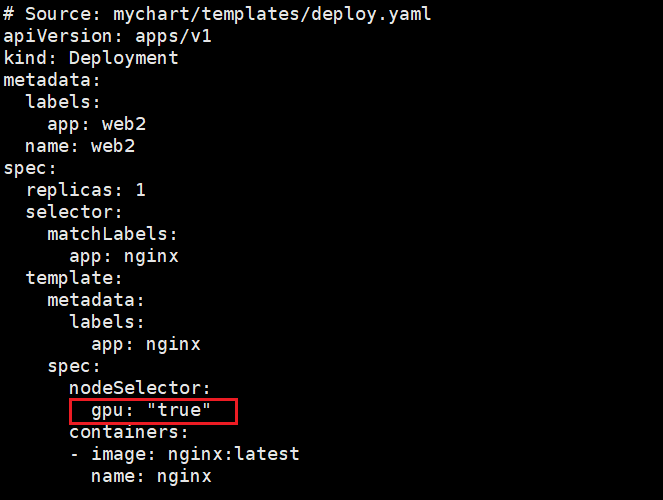 # Source: mychart/templates/deploy.yaml
apiVersion: apps/v1
kind: Deployment
metadata:
  labels:
    app: web2
  name: web2
spec:
  replicas: 1
  selector:
    matchLabels:
      app: nginx
  template:
    metadata:
      labels:
        app: nginx
    spec:
      nodeSelector:
        gpu: "true"
      containers:
      - image: nginx:latest
        name: nginx